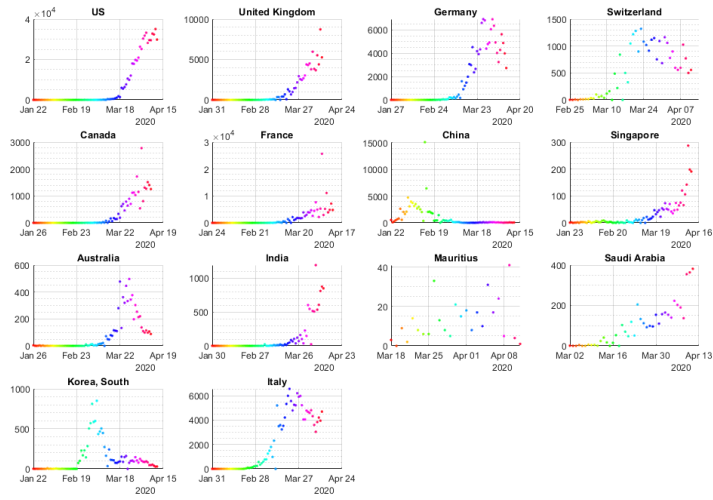 US
× 10^4
4
2
0
Jan 22 Feb 19 Mar 18 Apr 15
2020
United Kingdom
10000
5000
0
Jan 31 Feb 28 Mar 27 Apr 24
2020
Germany
6000
4000
2000
0
Jan 27 Feb 24 Mar 23 Apr 20
2020
Switzerland
1500
1000
500
0
Feb 25 Mar 10 Mar 24 Apr 07
2020
Canada
3000
2000
1000
0
Jan 26 Feb 23 Mar 22 Apr 19
2020
France
× 10^4
3
2
1
0
Jan 24 Feb 21 Mar 20 Apr 17
2020
China
15000
10000
5000
0
Jan 22 Feb 19 Mar 18 Apr 15
2020
Singapore
300
200
100
0
Jan 23 Feb 20 Mar 19 Apr 16
2020
Australia
600
400
200
0
Jan 26 Feb 23 Mar 22 Apr 19
2020
India
1000
500
0
Jan 30 Feb 27 Mar 26 Apr 23
2020
Mauritius
40
20
0
Mar 18 Mar 25 Apr 01 Apr 08
2020
Saudi Arabia
400
200
0
Mar 02 Mar 16 Mar 30 Apr 13
2020
Korea, South
1000
500
0
Jan 22 Feb 19 Mar 18 Apr 15
2020
Italy
6000
4000
2000
0
Jan 31 Feb 28 Mar 27 Apr 24
2020